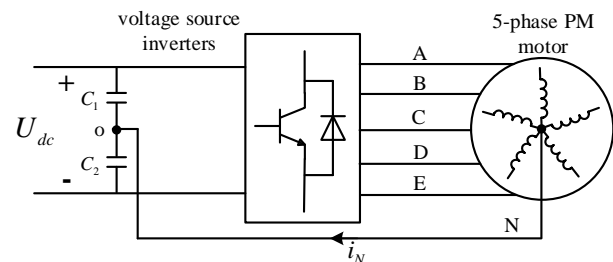 voltage source
inverters
5-phase PM
motor
+
C₁
o
U_dc
C₂
-
A
B
C
D
E
N
i_N